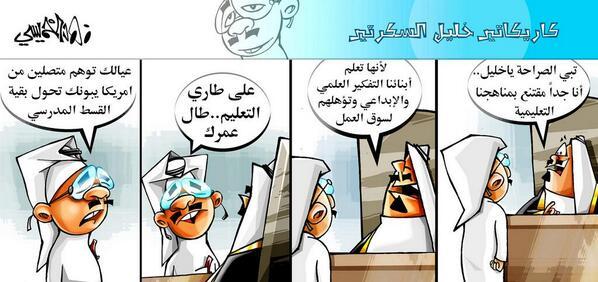 كاريكاتير خليل السكرتير
تبي الصراحة ياخليل..
أنا جداً مقتنع بمناهجنا
التعليمية
لأنها تعلم
أبنائنا التفكير العلمي
والإبداعي وتؤهلهم
لسوق العمل
على طاري
التعليم..طال
عمرك
عيالك توهم متصلين من
امريكا يبونك تحول بقية
القسط المدرسي